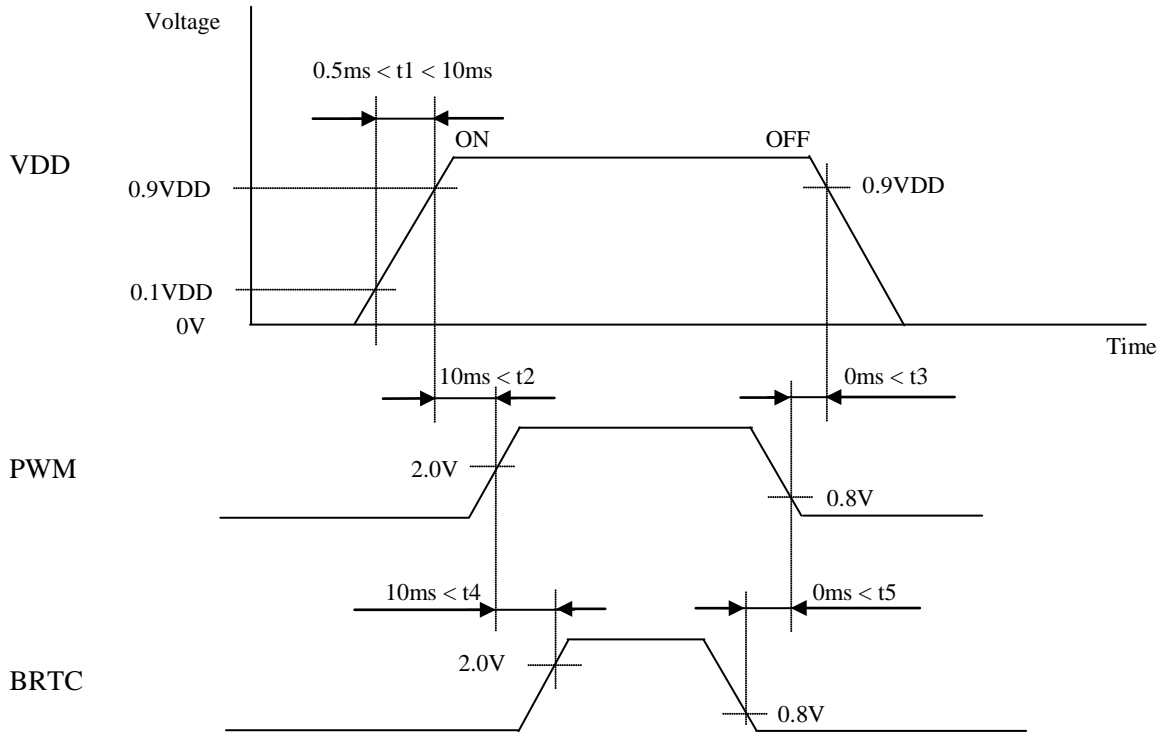 Voltage
0.5ms < t1 < 10ms
ON
OFF
VDD
0.9VDD
0.9VDD
0.1VDD
0V
Time
10ms < t2
0ms < t3
PWM
2.0V
0.8V
10ms < t4
0ms < t5
BRTC
2.0V
0.8V